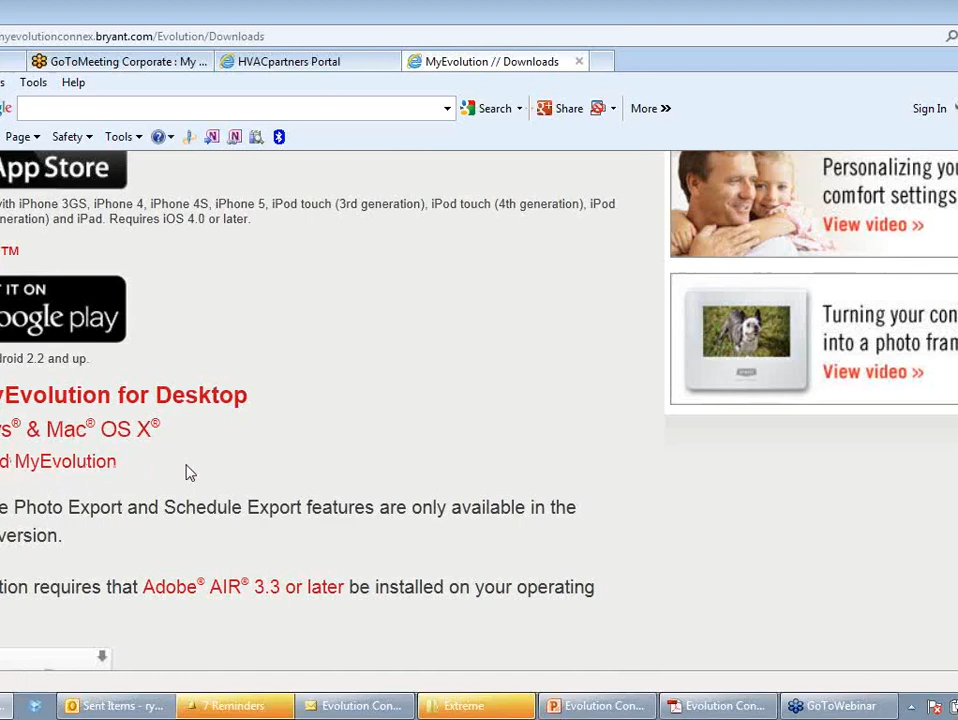 nyevolutionconnex.bryant.com/Evolution/Downloads
GoToMeeting Corporate : My ...
HVACpartners Portal
MyEvolution // Downloads
s Tools Help
gle
Search
Share
More »
Sign In
Page
Safety
Tools
App Store
with iPhone 3GS, iPhone 4, iPhone 4S, iPhone 5, iPod touch (3rd generation), iPod touch (4th generation), iPod
neration) and iPad. Requires iOS 4.0 or later.
TM
T IT ON
oogle play
droid 2.2 and up.
yEvolution for Desktop
s® & Mac® OS X®
d MyEvolution
e Photo Export and Schedule Export features are only available in the
version.
tion requires that Adobe® AIR® 3.3 or later be installed on your operating
Personalizing you
comfort settings
View video »
Turning your con
into a photo fram
View video »
Sent Items - ry...
7 Reminders
Evolution Con...
Extreme
Evolution Con...
Evolution Con...
GoToWebinar